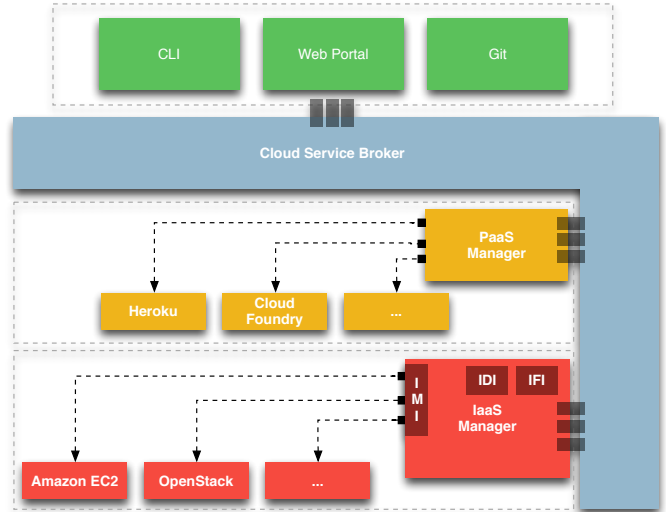 CLI
Web Portal
Git
Cloud Service Broker
PaaS
Manager
Heroku
Cloud
Foundry
...
I
M
I
IDI
IFI
IaaS
Manager
Amazon EC2
OpenStack
...